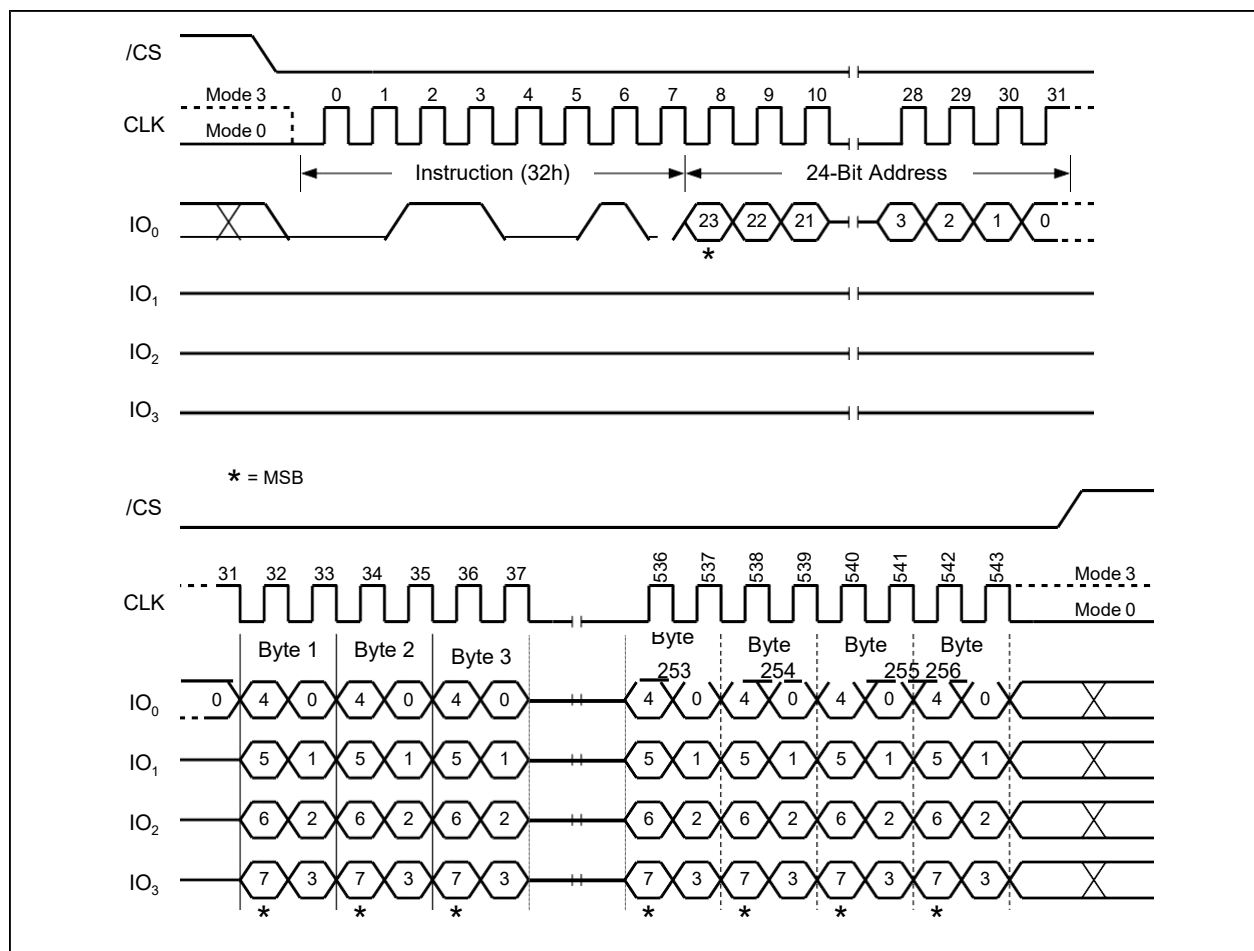 /CS
Mode 3 0 1 2 3 4 5 6 7 8 9 10 28 29 30 31
CLK
Mode 0
Instruction (32h) 24-Bit Address
IO0 23 22 21 3 2 1 0
*
IO1
IO2
IO3
* = MSB
/CS
31 32 33 34 35 36 37 536 537 538 539 540 541 542 543
Mode 3
CLK
Mode 0
Byte 1 Byte 2 Byte 3 Byte Byte Byte Byte
253 254 255 256
IO0 0 4 0 4 0 4 0 4 0 4 0 4 0 4 0
IO1 5 1 5 1 5 1 5 1 5 1 5 1 5 1
IO2 6 2 6 2 6 2 6 2 6 2 6 2 6 2
IO3 7 3 7 3 7 3 7 3 7 3 7 3 7 3
* * * * * * *